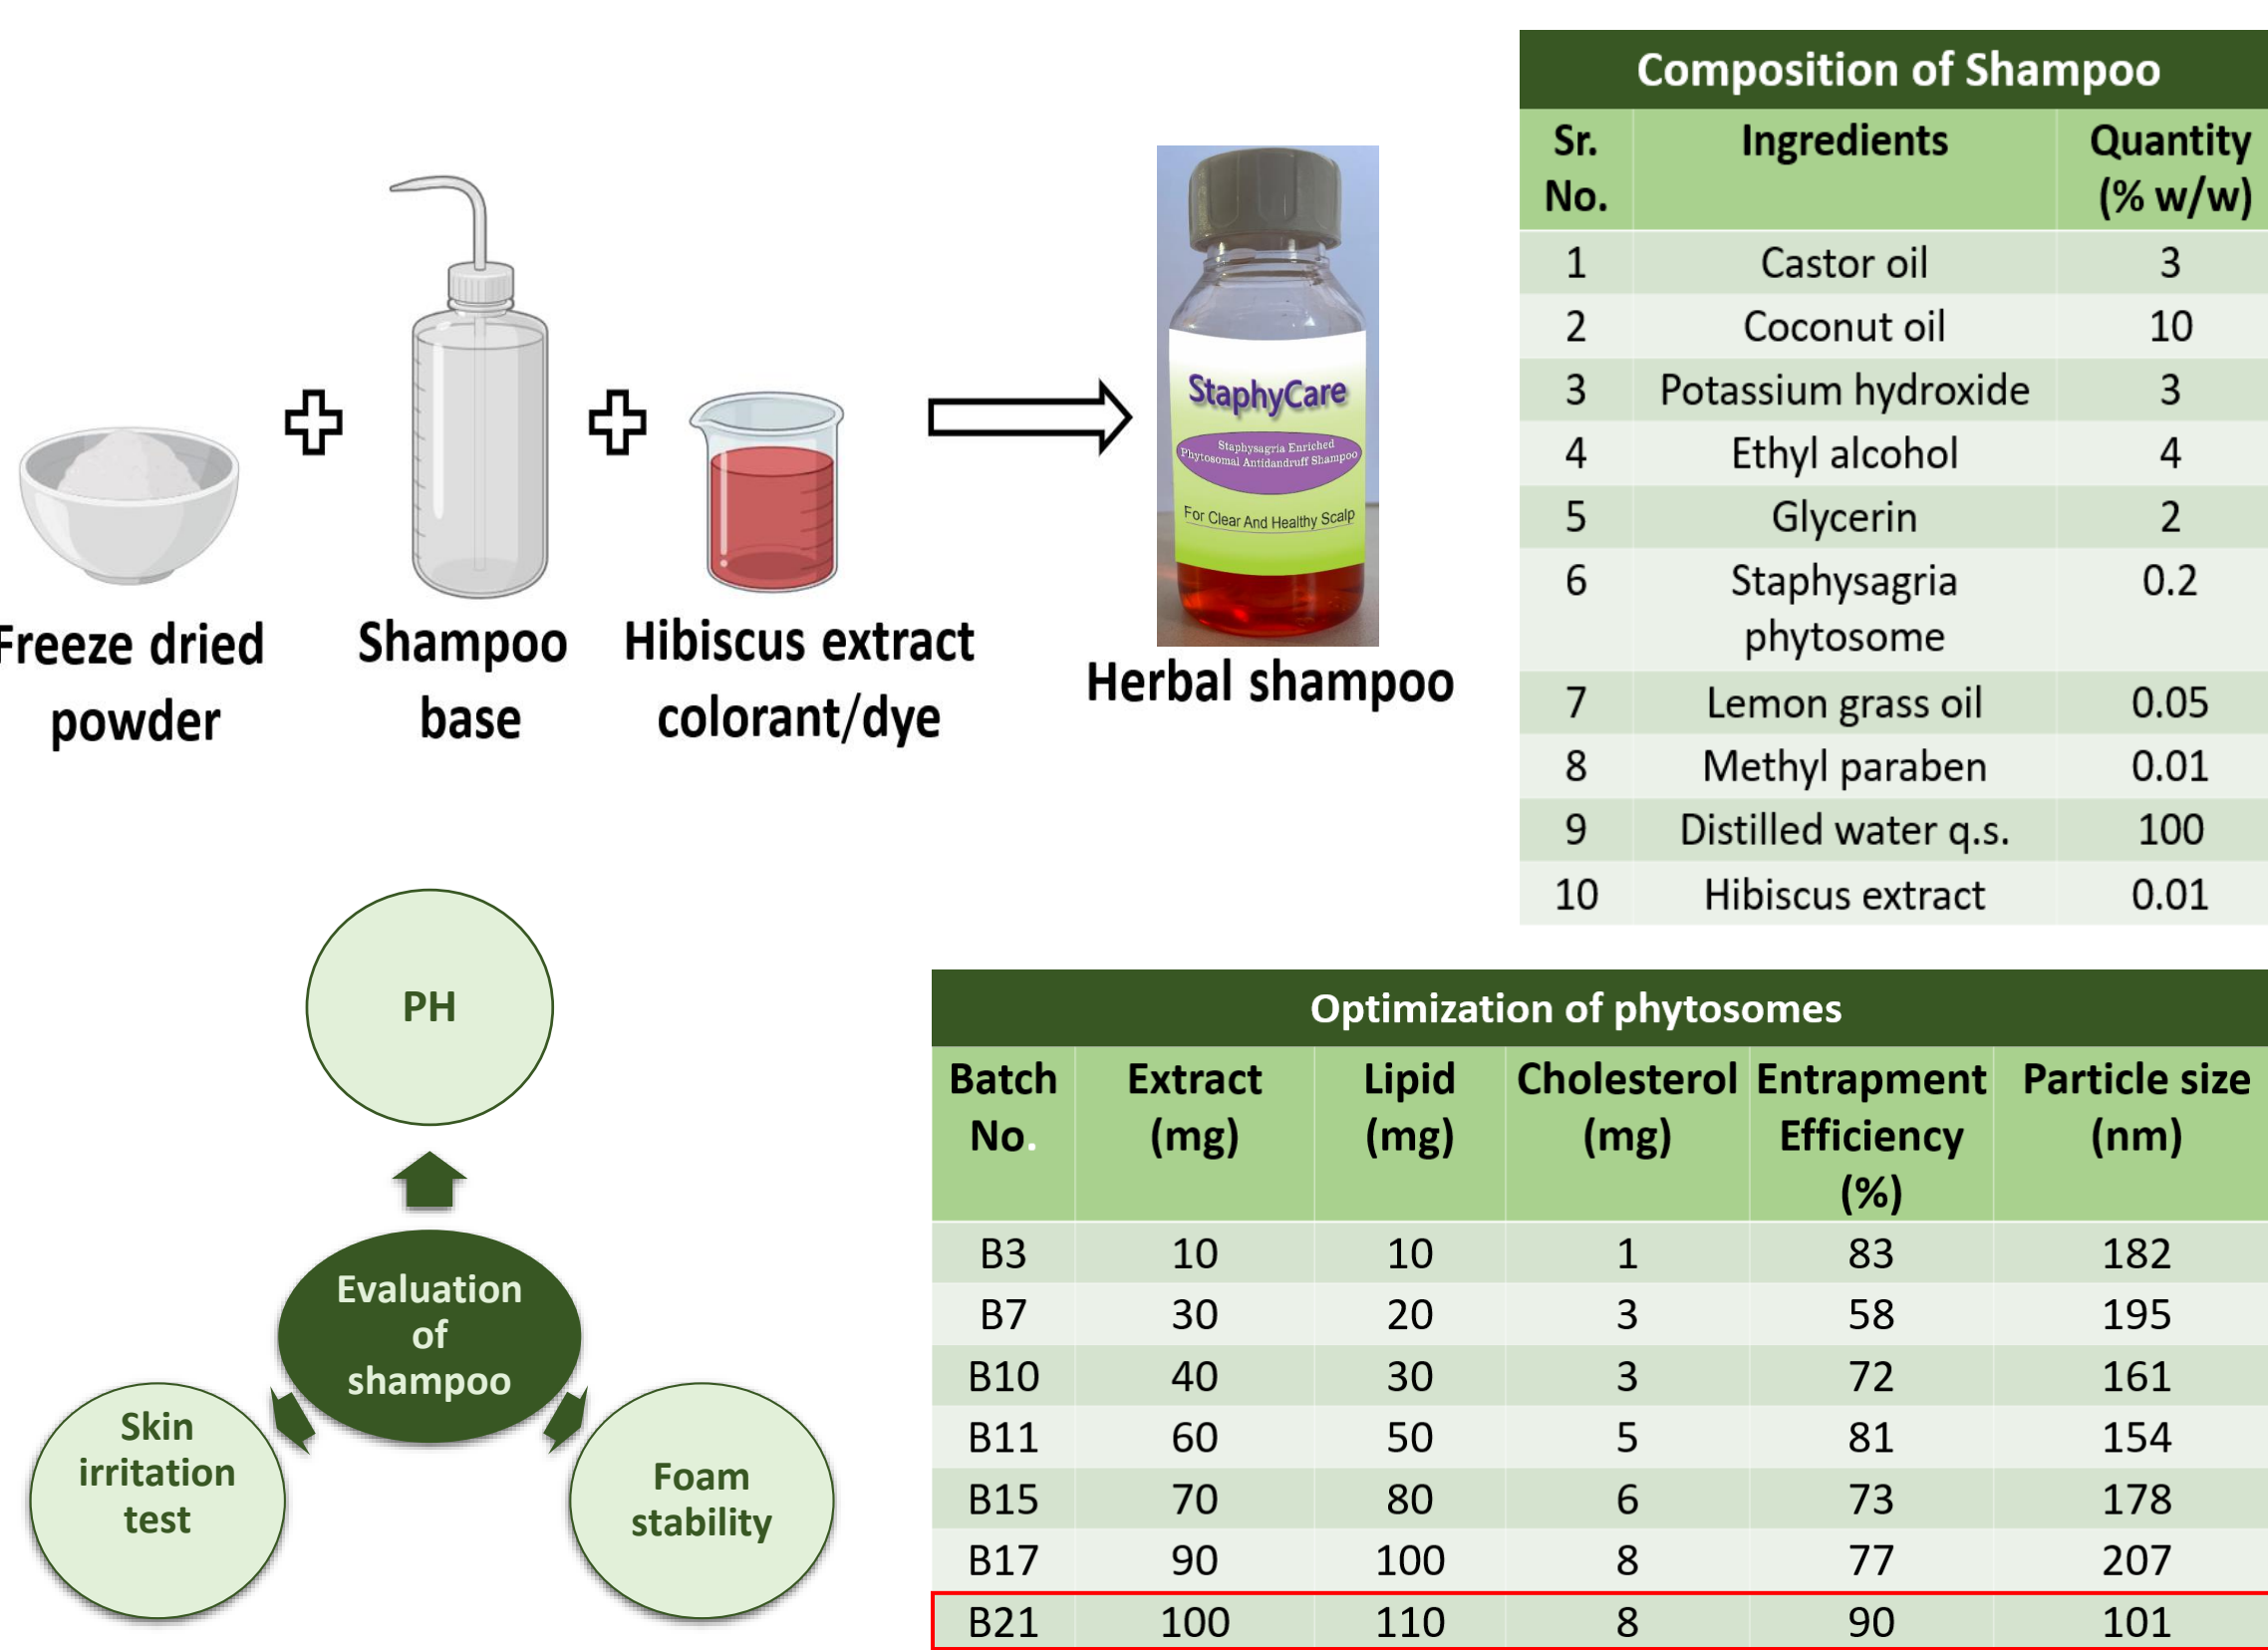 Freeze dried
powder
Shampoo
base
Hibiscus extract
colorant/dye
StaphyCare
Staphysagria Enriched
Phytosomal Antidandruff Shampoo
For Clear And Healthy Scalp
Herbal shampoo
Composition of Shampoo
Sr. No. Ingredients Quantity (% w/w)
1 Castor oil 3
2 Coconut oil 10
3 Potassium hydroxide 3
4 Ethyl alcohol 4
5 Glycerin 2
6 Staphysagria phytosome 0.2
7 Lemon grass oil 0.05
8 Methyl paraben 0.01
9 Distilled water q.s. 100
10 Hibiscus extract 0.01
PH
Evaluation
of
shampoo
Skin
irritation
test
Foam
stability
Optimization of phytosomes
Batch No. Extract (mg) Lipid (mg) Cholesterol (mg) Entrapment Efficiency (%) Particle size (nm)
B3 10 10 1 83 182
B7 30 20 3 58 195
B10 40 30 3 72 161
B11 60 50 5 81 154
B15 70 80 6 73 178
B17 90 100 8 77 207
B21 100 110 8 90 101